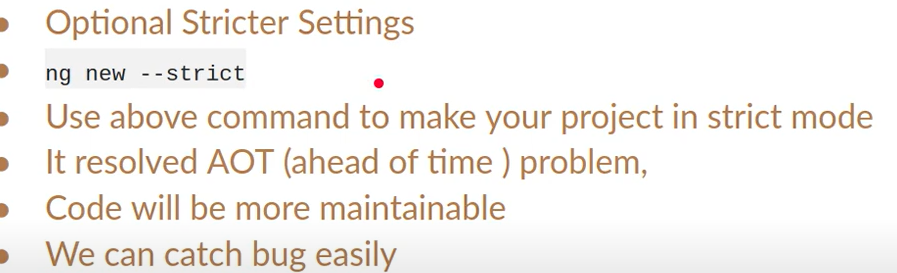 Optional Stricter Settings
ng new --strict
Use above command to make your project in strict mode
It resolved AOT (ahead of time ) problem,
Code will be more maintainable
We can catch bug easily